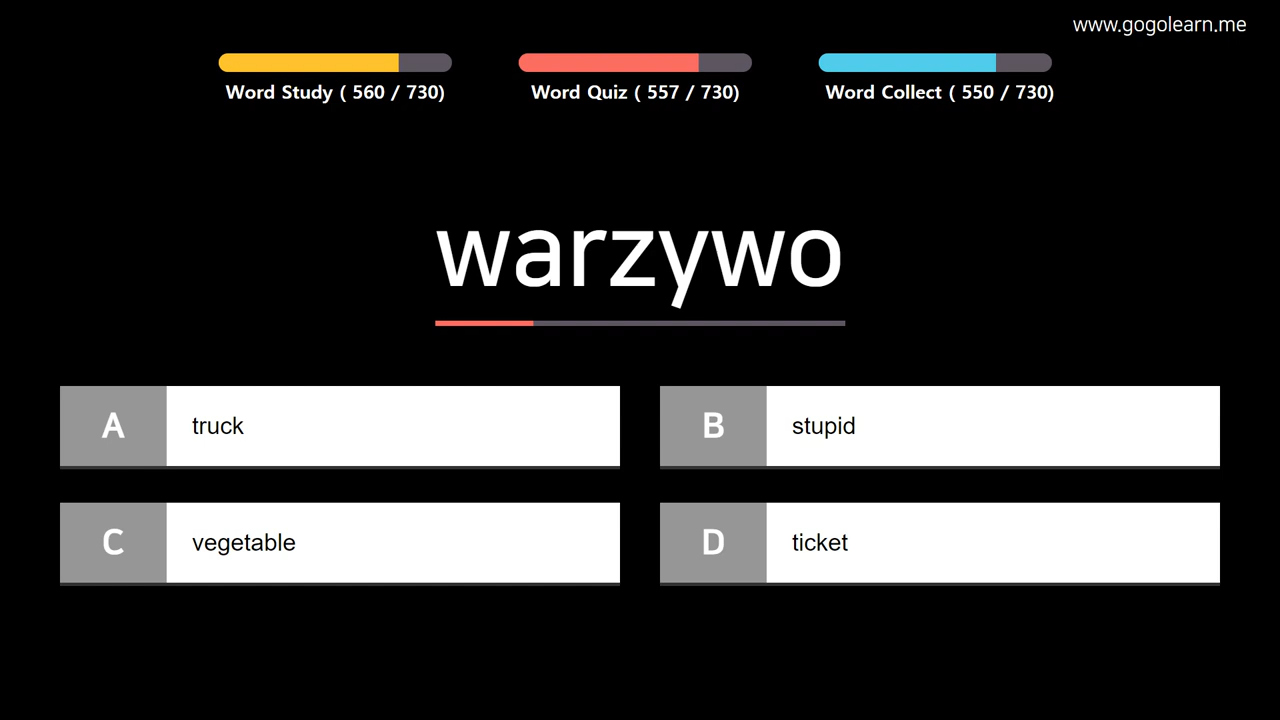 www.gogolearn.me
Word Study ( 560 / 730)
Word Quiz ( 557 / 730)
Word Collect ( 550 / 730)
warzywo
A truck
B stupid
C vegetable
D ticket